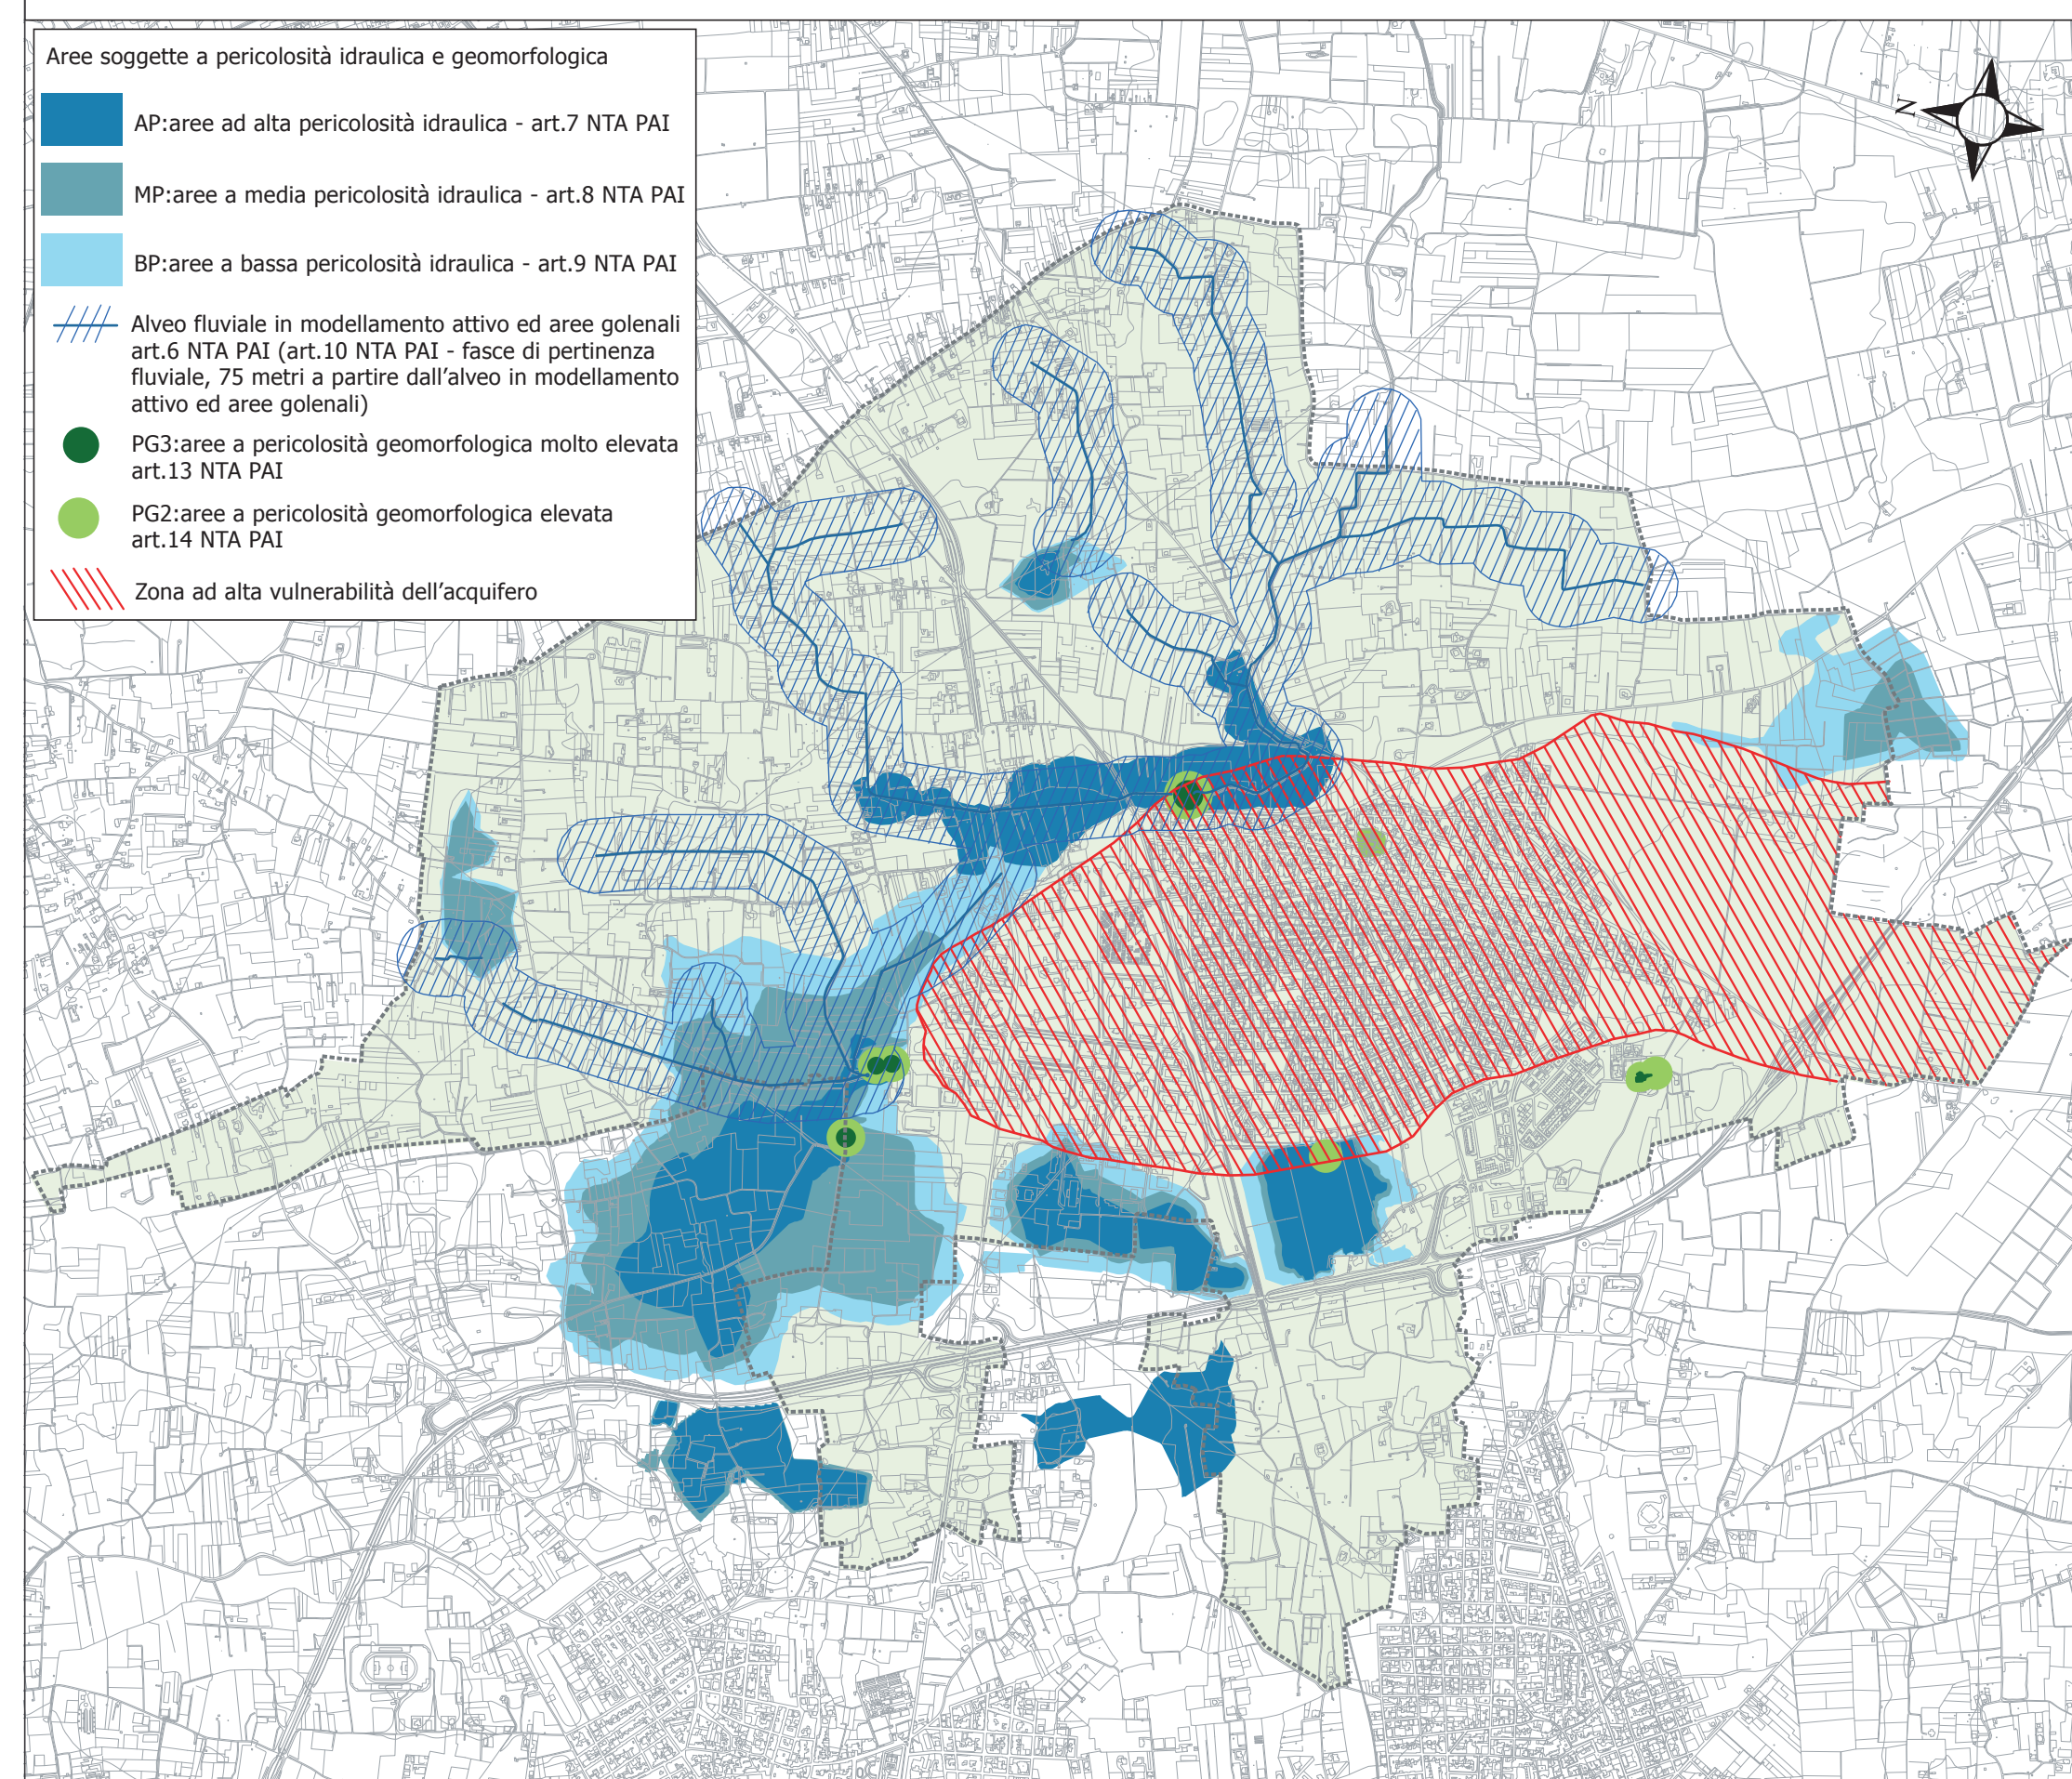 Aree soggette a pericolosità idraulica e geomorfologica
AP:aree ad alta pericolosità idraulica - art.7 NTA PAI
MP:aree a media pericolosità idraulica - art.8 NTA PAI
BP:aree a bassa pericolosità idraulica - art.9 NTA PAI
Alveo fluviale in modellamento attivo ed aree golenali
art.6 NTA PAI (art.10 NTA PAI - fasce di pertinenza
fluviale, 75 metri a partire dall'alveo in modellamento
attivo ed aree golenali)
PG3:aree a pericolosità geomorfologica molto elevata
art.13 NTA PAI
PG2:aree a pericolosità geomorfologica elevata
art.14 NTA PAI
Zona ad alta vulnerabilità dell'acquifero
N